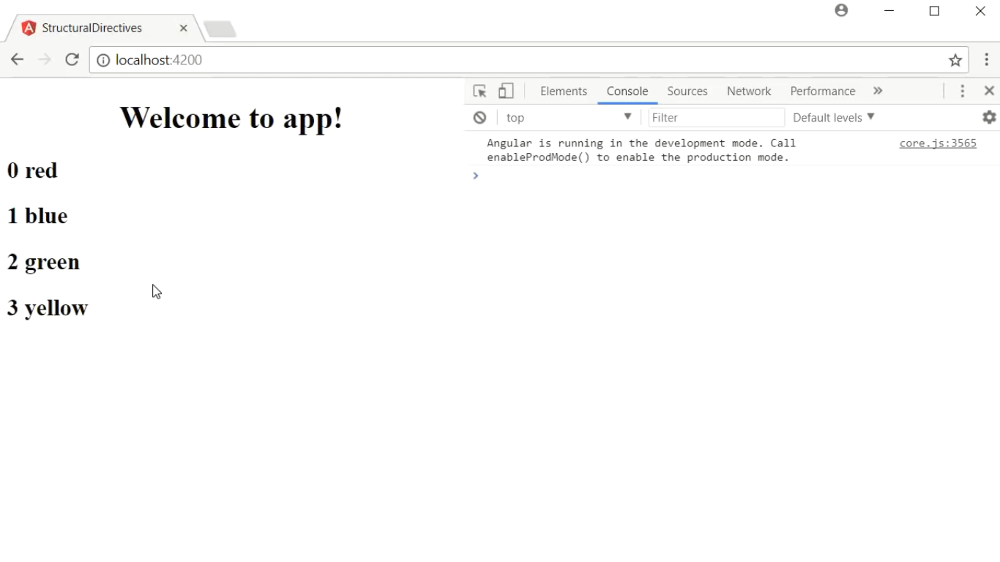 StructuralDirectives
localhost:4200
Welcome to app!
0 red
1 blue
2 green
3 yellow
Elements Console Sources Network Performance »
top Filter Default levels
Angular is running in the development mode. Call core.js:3565
enableProdMode() to enable the production mode.